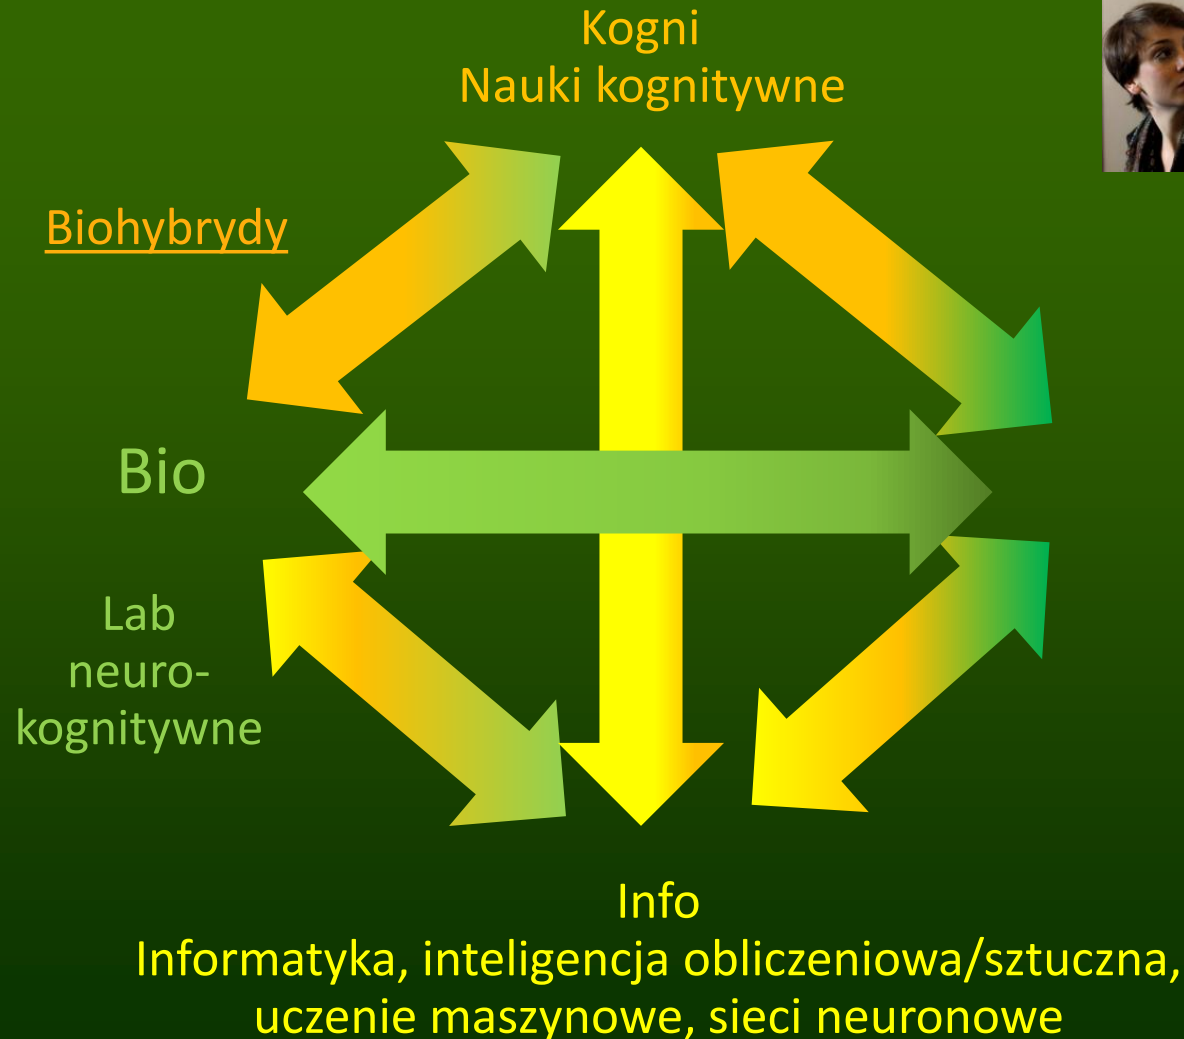 Kogni
Nauki kognitywne
Biohybrydy
Bio
Lab
neuro-
kognitywne
Info
Informatyka, inteligencja obliczeniowa/sztuczna,
uczenie maszynowe, sieci neuronowe